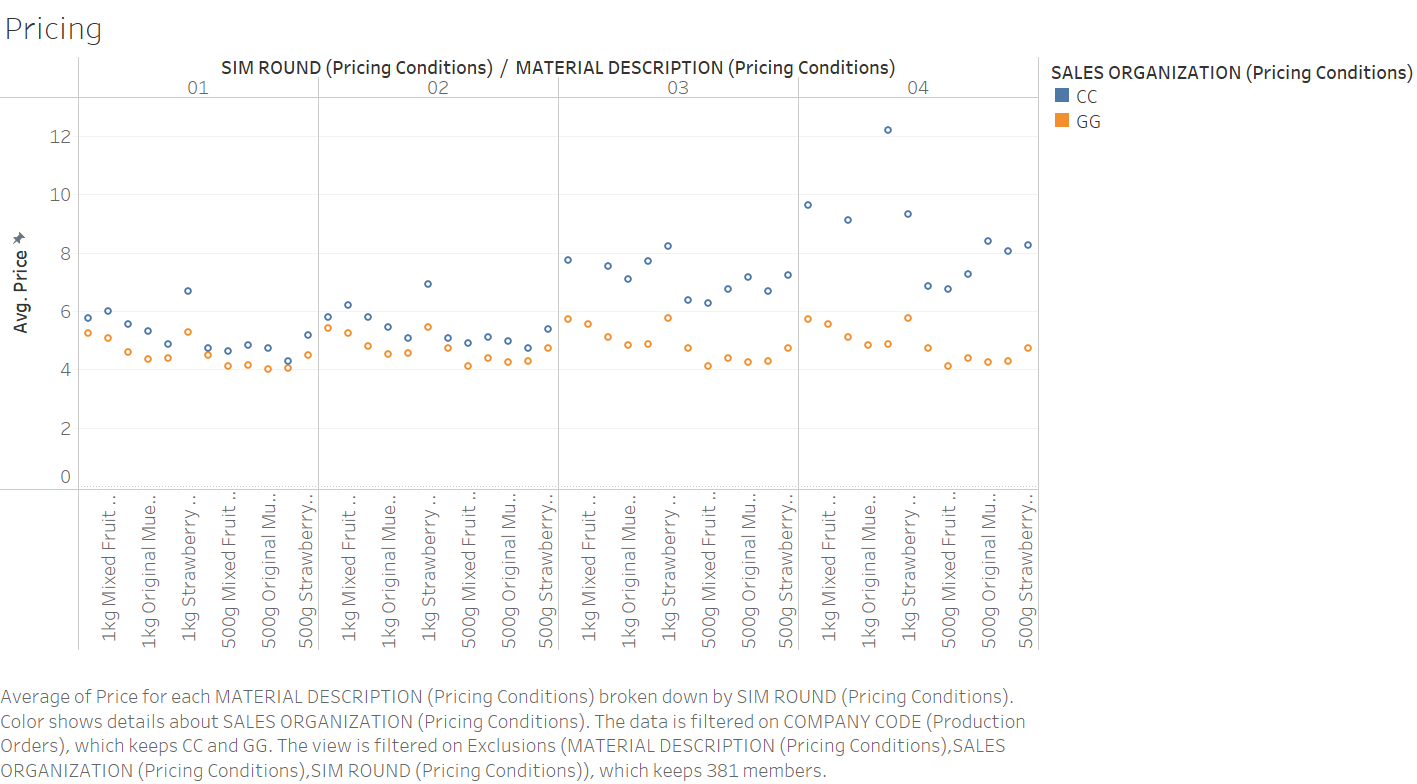 Pricing
SIM ROUND (Pricing Conditions) / MATERIAL DESCRIPTION (Pricing Conditions)
01
02
03
04
SALES ORGANIZATION (Pricing Conditions)
CC
GG
Avg. Price
12
10
8
6
4
2
0
1kg Mixed Fruit ..
1kg Original Mue..
1kg Strawberry ..
500g Mixed Fruit ..
500g Original Mu..
500g Strawberry..
1kg Mixed Fruit ..
1kg Original Mue..
1kg Strawberry ..
500g Mixed Fruit ..
500g Original Mu..
500g Strawberry..
1kg Mixed Fruit ..
1kg Original Mue..
1kg Strawberry ..
500g Mixed Fruit ..
500g Original Mu..
500g Strawberry..
1kg Mixed Fruit ..
1kg Original Mue..
1kg Strawberry ..
500g Mixed Fruit ..
500g Original Mu..
500g Strawberry..
Average of Price for each MATERIAL DESCRIPTION (Pricing Conditions) broken down by SIM ROUND (Pricing Conditions).
Color shows details about SALES ORGANIZATION (Pricing Conditions). The data is filtered on COMPANY CODE (Production
Orders), which keeps CC and GG. The view is filtered on Exclusions (MATERIAL DESCRIPTION (Pricing Conditions),SALES
ORGANIZATION (Pricing Conditions),SIM ROUND (Pricing Conditions)), which keeps 381 members.